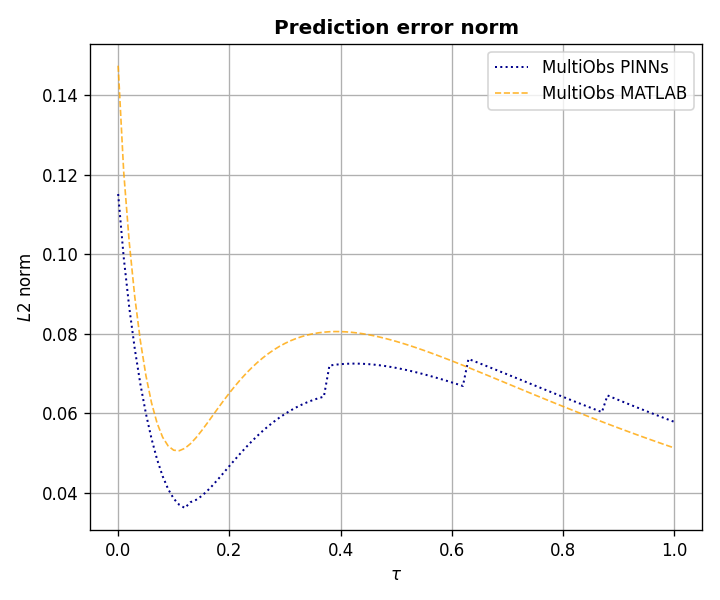 Prediction error norm
MultiObs PINNs
MultiObs MATLAB
0.14
0.12
0.10
0.08
0.06
0.04
L2 norm
0.0 0.2 0.4 0.6 0.8 1.0
τ